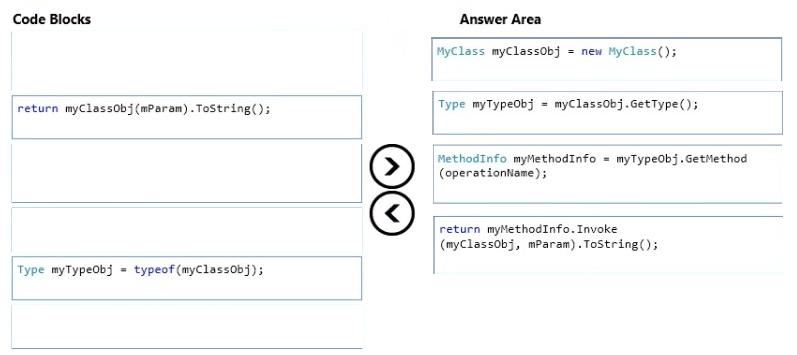 Code Blocks
return myClassObj(mParam).ToString();
Type myTypeObj = typeof(myClassObj);
Answer Area
MyClass myClassObj = new MyClass();
Type myTypeObj = myClassObj.GetType();
MethodInfo myMethodInfo = myTypeObj.GetMethod
(operationName);
return myMethodInfo.Invoke
(myClassObj, mParam).ToString();